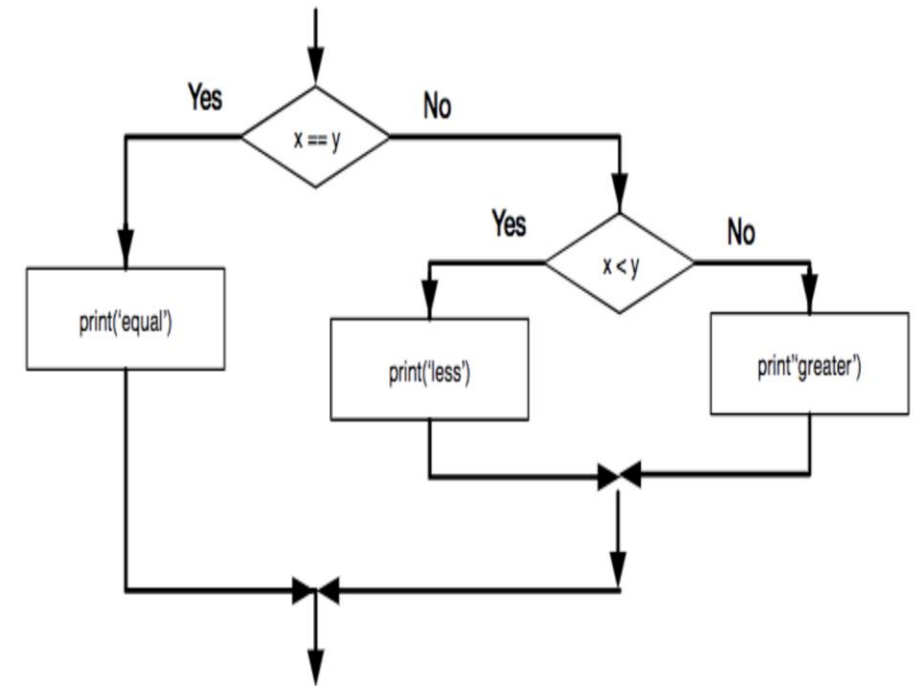 Yes
No
x == y
Yes
No
x < y
print('equal')
print('less')
print"greater')